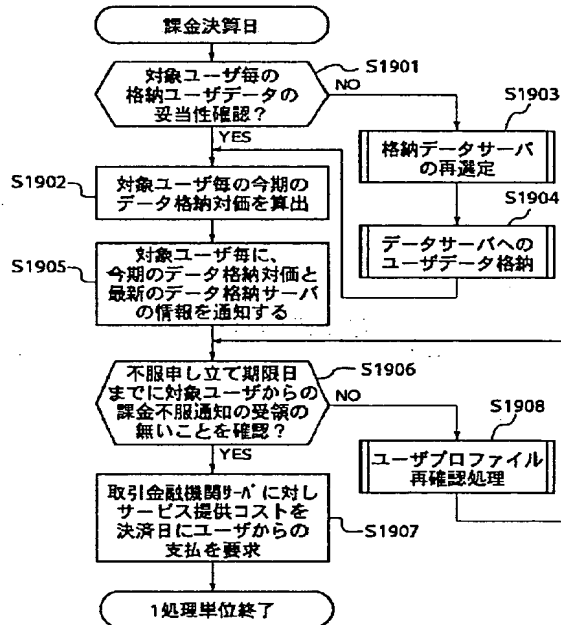 課金決算日
対象ユーザ毎の
格納ユーザデータの
妥当性確認？
S1901
NO
YES
S1903
格納データサーバ
の再選定
S1902
対象ユーザ毎の今期の
データ格納対価を算出
S1904
データサーバへの
ユーザデータ格納
S1905
対象ユーザ毎に、
今期のデータ格納対価と
最新のデータ格納サーバ
の情報を通知する
不服申し立て期限日
までに対象ユーザからの
課金不服通知の受領の
無いことを確認？
S1906
NO
YES
S1908
ユーザプロファイル
再確認処理
取引金融機関ｻｰﾊﾞに対し
サービス提供コストを
決済日にユーザからの
支払を要求
S1907
1処理単位終了